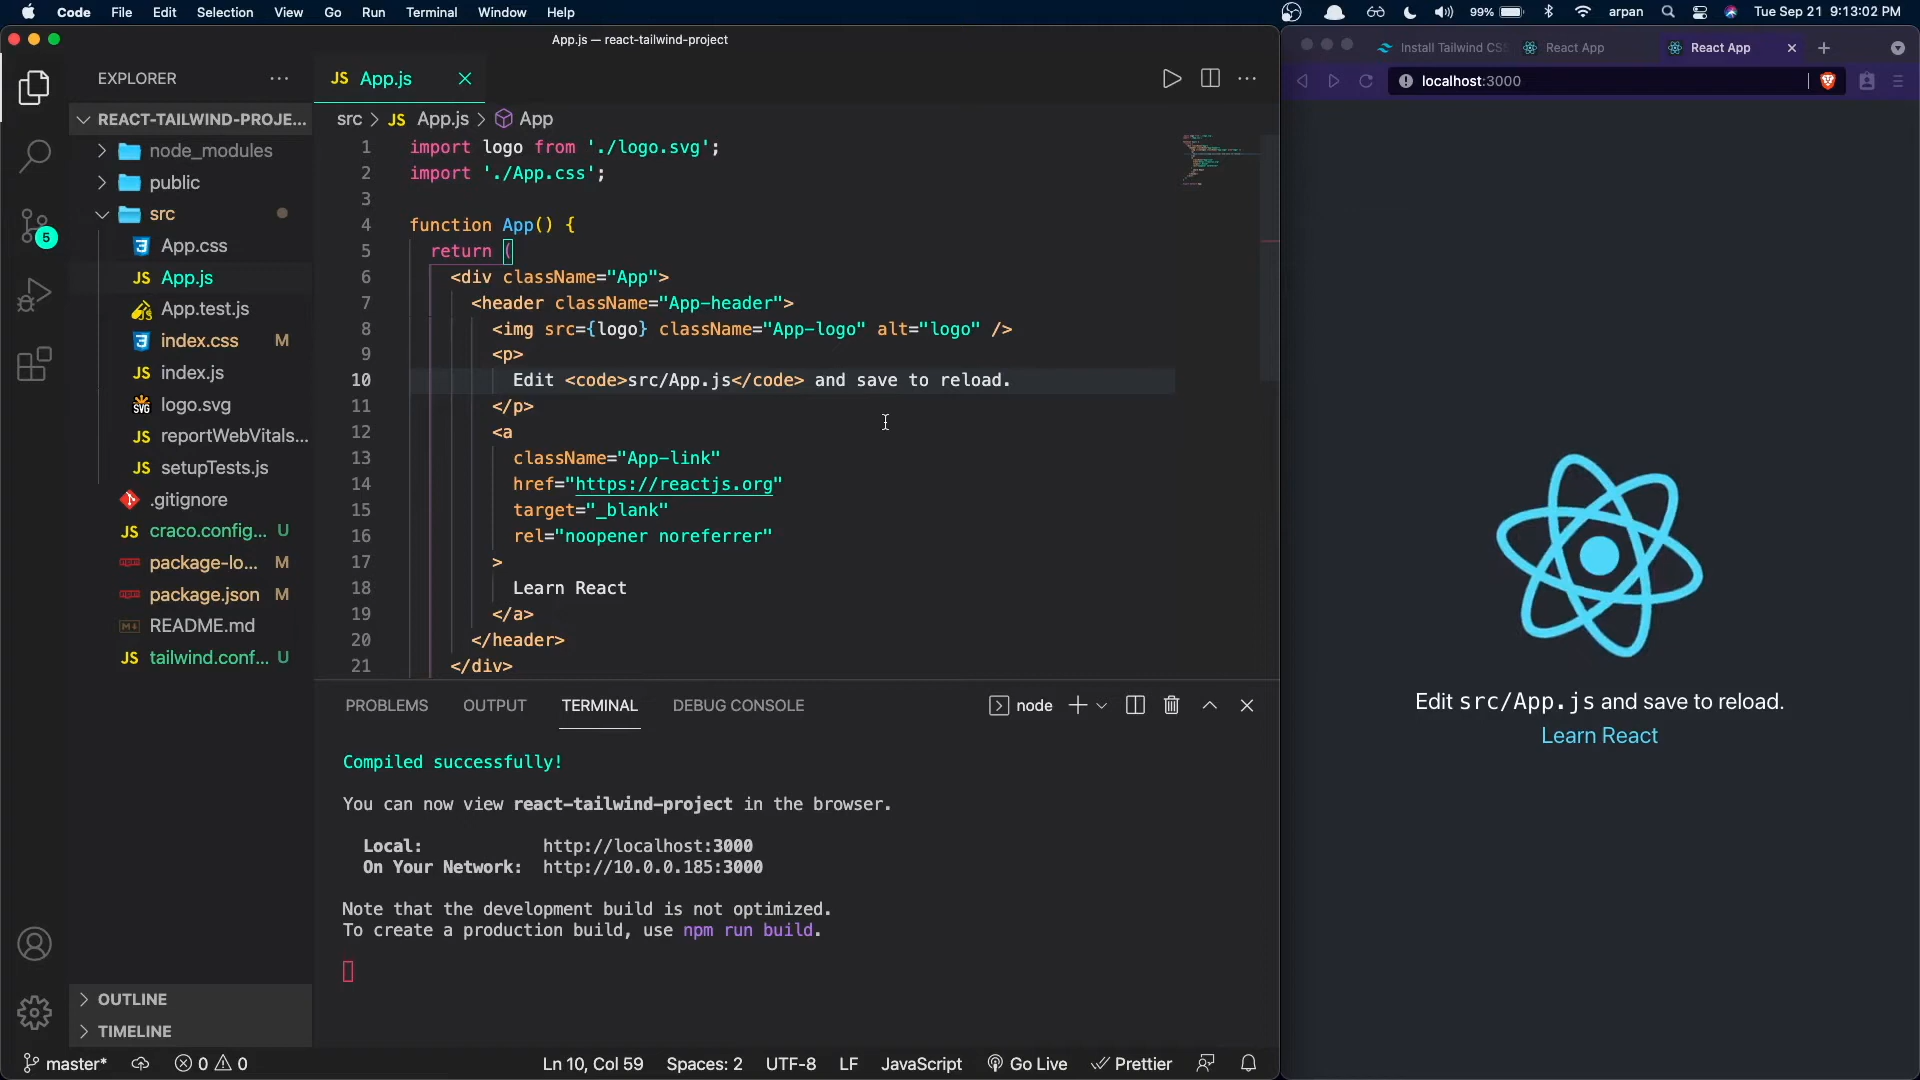 Code File Edit Selection View Go Run Terminal Window Help
99% arpan Tue Sep 21 9:13:02 PM
App.js — react-tailwind-project
EXPLORER ···
REACT-TAILWIND-PROJE...
node_modules
public
src
App.css
JS App.js
App.test.js
index.css M
JS index.js
SVG logo.svg
JS reportWebVitals...
JS setupTests.js
.gitignore
JS craco.config... U
package-lo... M
package.json M
README.md
JS tailwind.conf... U
OUTLINE
TIMELINE
5
JS App.js
src > JS App.js > App
1 import logo from './logo.svg';
2 import './App.css';
3
4 function App() {
5 return (
6 <div className="App">
7 <header className="App-header">
8 <img src={logo} className="App-logo" alt="logo" />
9 <p>
10 Edit <code>src/App.js</code> and save to reload.
11 </p>
12 <a
13 className="App-link"
14 href="https://reactjs.org"
15 target="_blank"
16 rel="noopener noreferrer"
17 >
18 Learn React
19 </a>
20 </header>
21 </div>
PROBLEMS OUTPUT TERMINAL DEBUG CONSOLE node
Compiled successfully!
You can now view react-tailwind-project in the browser.
Local: http://localhost:3000
On Your Network: http://10.0.0.185:3000
Note that the development build is not optimized.
To create a production build, use npm run build.
master* 0 0 Ln 10, Col 59 Spaces: 2 UTF-8 LF JavaScript Go Live Prettier
Install Tailwind CS React App React App
localhost:3000
Edit src/App.js and save to reload.
Learn React